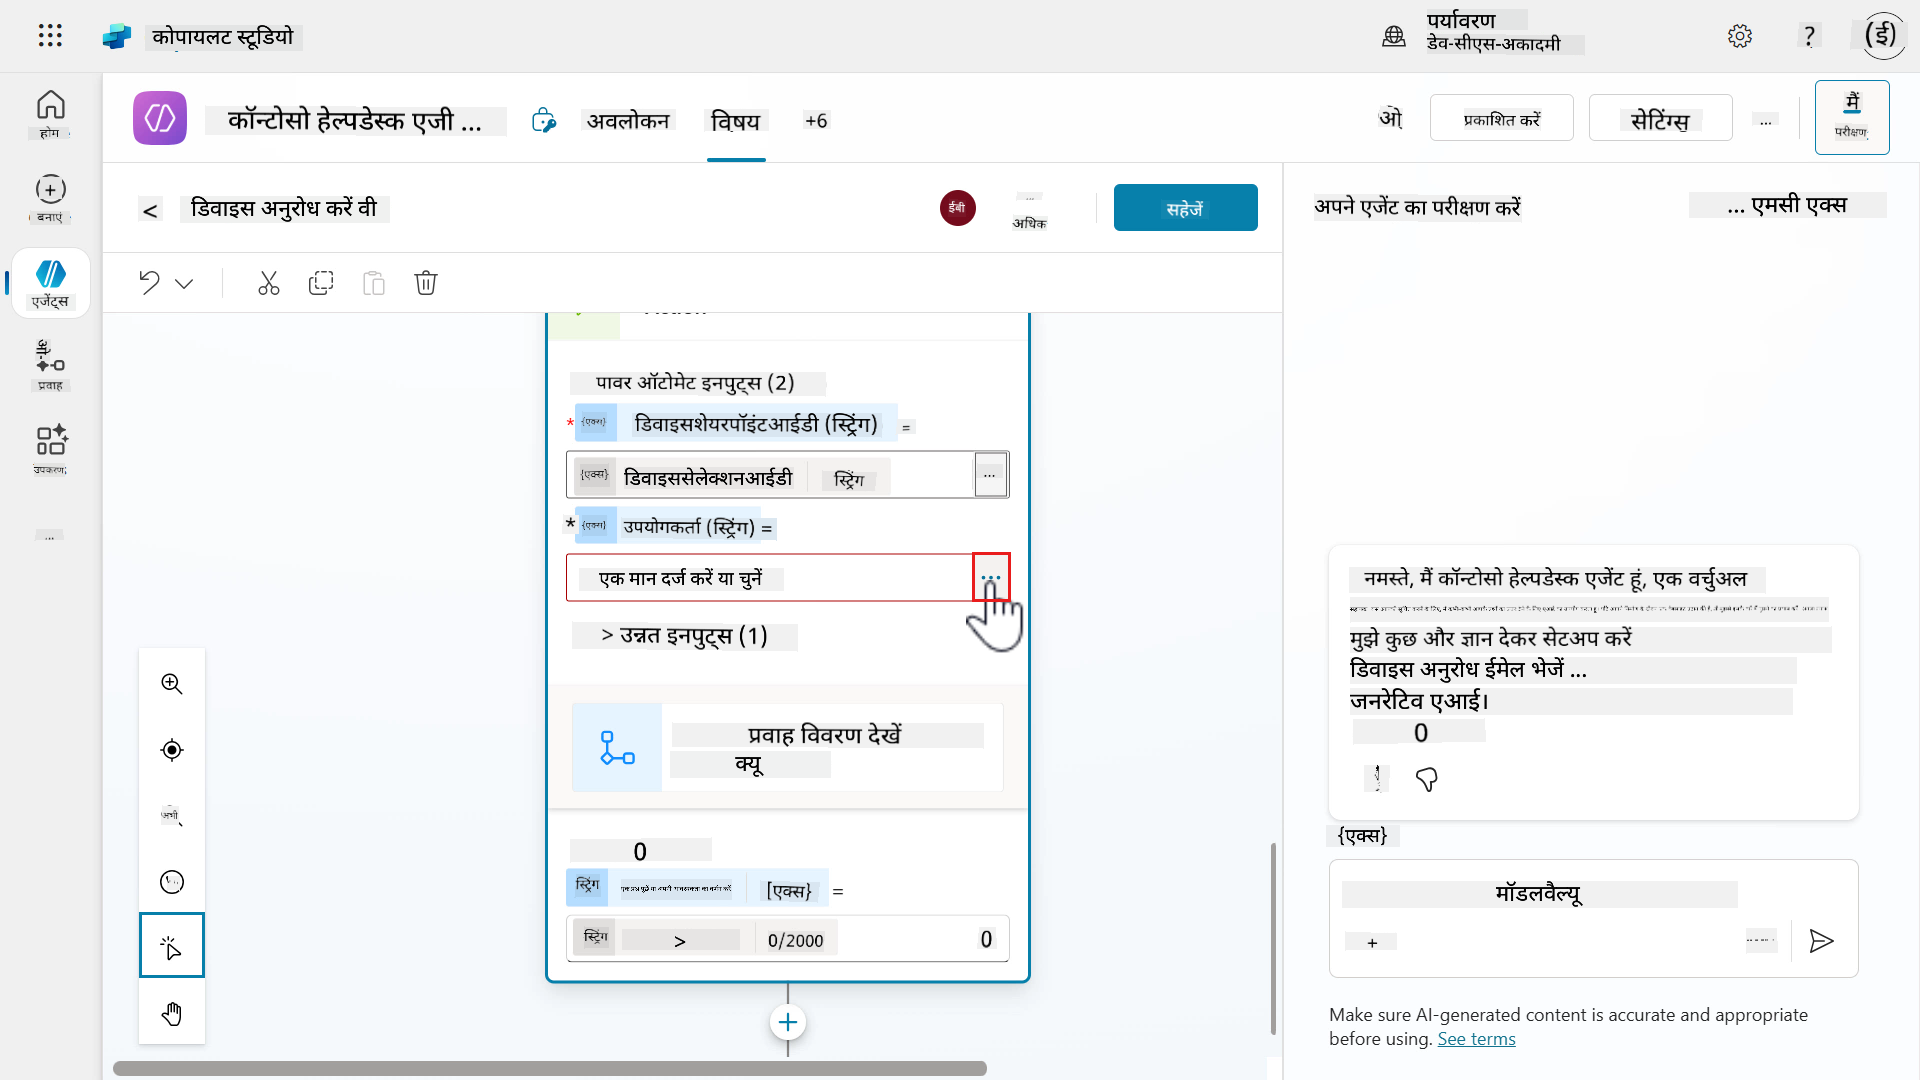 कोपायलट स्टूडियो
पर्यावरण
डेव-सीएस-अकादमी
?
(ई)
होम
बनाएं
एजेंट्स
प्रवाह
उपकरण;
...
कॉन्टोसो हेल्पडेस्क एजी ...
अवलोकन
विषय
+6
ओ
प्रकाशित करें
सेटिंग्स
...
मैं
परीक्षण
<
डिवाइस अनुरोध करें वी
ईबी
...
अधिक
सहेजें
पावर ऑटोमेट इनपुट्स (2)
* {एक्स} डिवाइसशेयरपॉइंटआईडी (स्ट्रिंग) =
{एक्स} डिवाइससेलेक्शनआईडी स्ट्रिंग ...
* {एक्स} उपयोगकर्ता (स्ट्रिंग) =
एक मान दर्ज करें या चुनें ...
> उन्नत इनपुट्स (1)
प्रवाह विवरण देखें
क्यू
0
स्ट्रिंग [एक्स} =
स्ट्रिंग > 0/2000 0
अपने एजेंट का परीक्षण करें
... एमसी एक्स
नमस्ते, मैं कॉन्टोसो हेल्पडेस्क एजेंट हूं, एक वर्चुअल
मुझे कुछ और ज्ञान देकर सेटअप करें
डिवाइस अनुरोध ईमेल भेजें ...
जनरेटिव एआई।
0
{एक्स}
मॉडलवैल्यू
+
Make sure AI-generated content is accurate and appropriate
before using. See terms